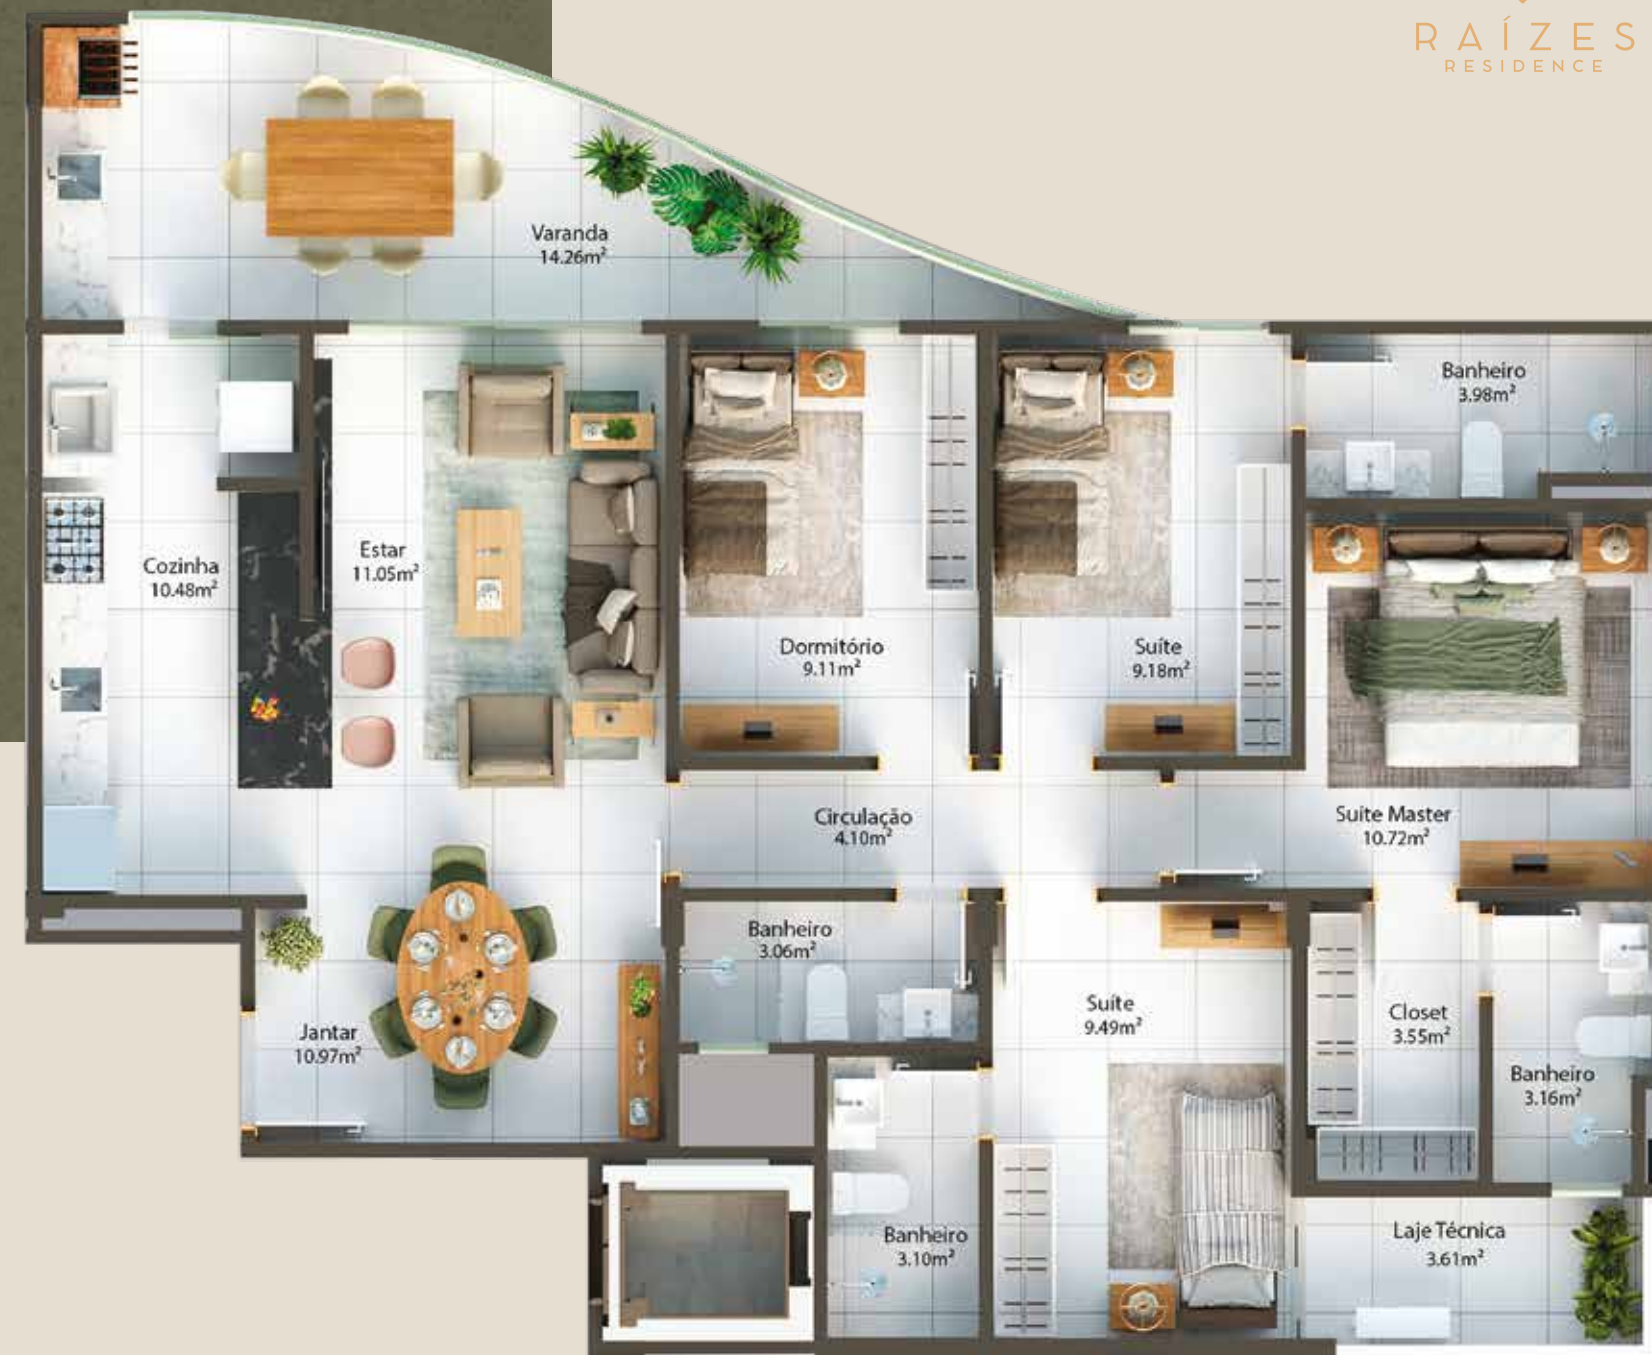 RAÍZES
RESIDENCE
Varanda
14.26m²
Banheiro
3.98m²
Estar
11.05m²
Cozinha
10.48m²
Dormitório
9.11m²
Suíte
9.18m²
Circulação
4.10m²
Suíte Master
10.72m²
Banheiro
3.06m²
Jantar
10.97m²
Suíte
9.49m²
Closet
3.55m²
Banheiro
3.16m²
Banheiro
3.10m²
Laje Técnica
3.61m²